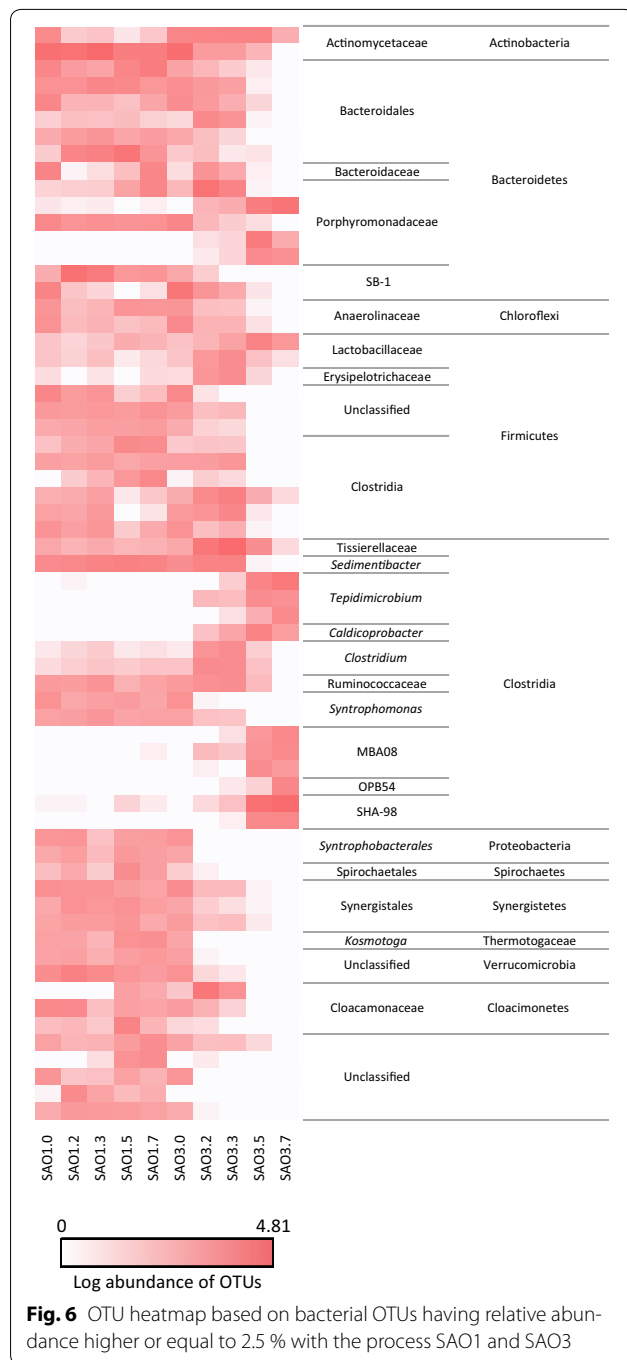 Actinomycetaceae Actinobacteria
Bacteroidales
Bacteroidaceae
Bacteroidetes
Porphyromonadaceae
SB-1
Anaerolinaceae Chloroflexi
Lactobacillaceae
Erysipelotrichaceae
Unclassified
Firmicutes
Clostridia
Tissierellaceae
Sedimentibacter
Tepidimicrobium
Caldicoprobacter
Clostridium
Ruminococcaceae Clostridia
Syntrophomonas
MBA08
OPB54
SHA-98
Syntrophobacterales Proteobacteria
Spirochaetales Spirochaetes
Synergistales Synergistetes
Kosmotoga Thermotogaceae
Unclassified Verrucomicrobia
Cloacamonaceae Cloacimonetes
Unclassified
SAO1.0
SAO1.2
SAO1.3
SAO1.5
SAO1.7
SAO3.0
SAO3.2
SAO3.3
SAO3.5
SAO3.7
0 4.81
Log abundance of OTUs
Fig. 6 OTU heatmap based on bacterial OTUs having relative abun-
dance higher or equal to 2.5 % with the process SAO1 and SAO3